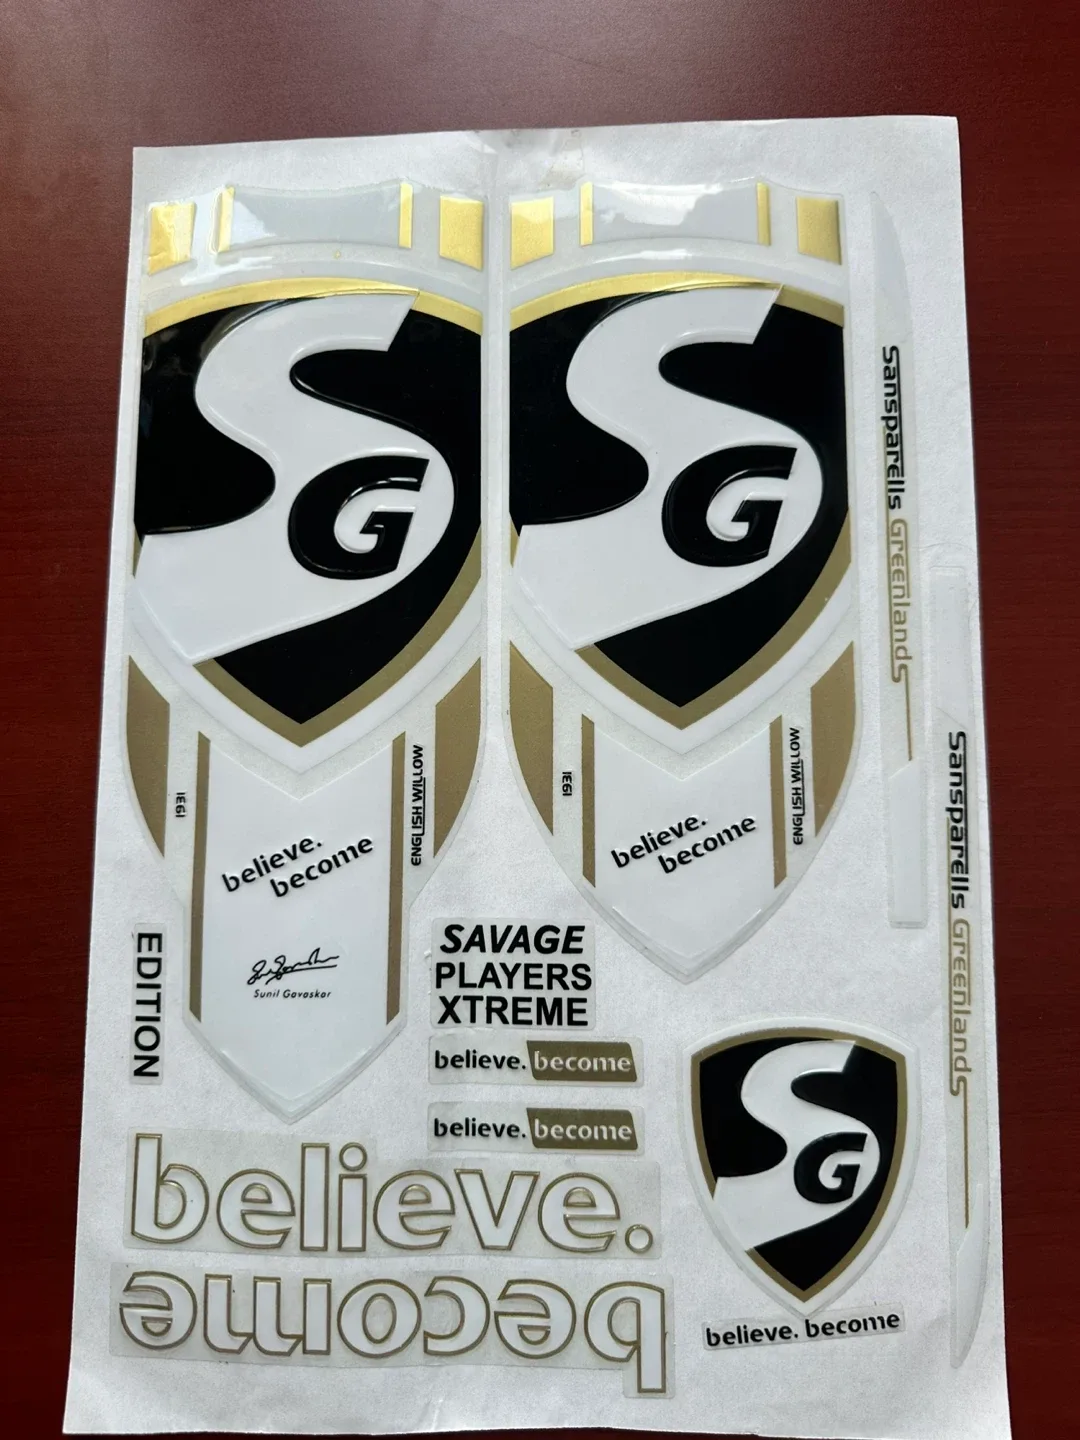 SG
SG
Sansparells Greenlands
1931
ENGLISH WILLOW
believe.
become
1931
ENGLISH WILLOW
believe.
become
Sansparells Greenlands
Sunil Gavaskar
EDITION
SAVAGE
PLAYERS
XTREME
believe. become
believe. become
SG
believe. become
believe.
become